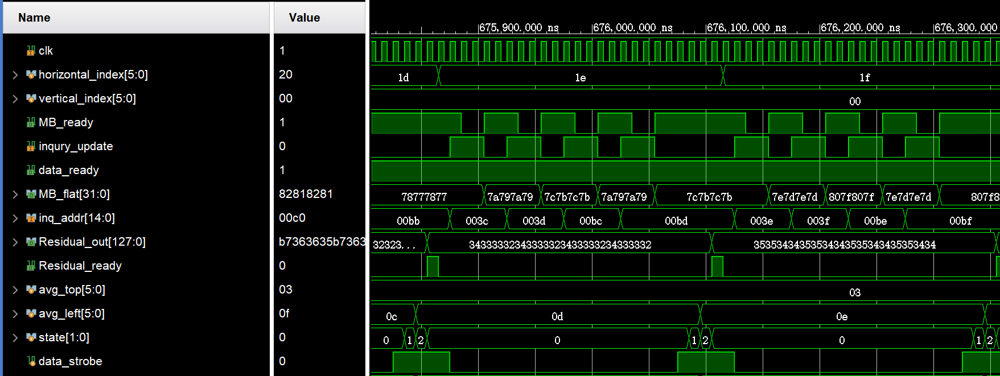 Name Value
675,900.000 ns 676,000.000 ns 676,100.000 ns 676,200.000 ns 676,300.000
clk 1
horizontal_index[5:0] 20 1d 1e 1f
vertical_index[5:0] 00 00
MB_ready 1
inqury_update 0
data_ready 1
MB_flat[31:0] 82818281 78777877 7a797a79 7c7b7c7b 7a797a79 7c7b7c7b 7e7d7e7d 807f807f 7e7d7e7d 807f8
inq_addr[14:0] 00c0 00bb 003c 003d 00bc 00bd 003e 003f 00be 00bf
Residual_out[127:0] b7363635b7363 32323... 34333332343333323433333234333332 35353434353534343535343435353434
Residual_ready 0
avg_top[5:0] 03 03
avg_left[5:0] 0f 0c 0d 0e
state[1:0] 0 0 1 2 0 1 2 0 1 2
data_strobe 0